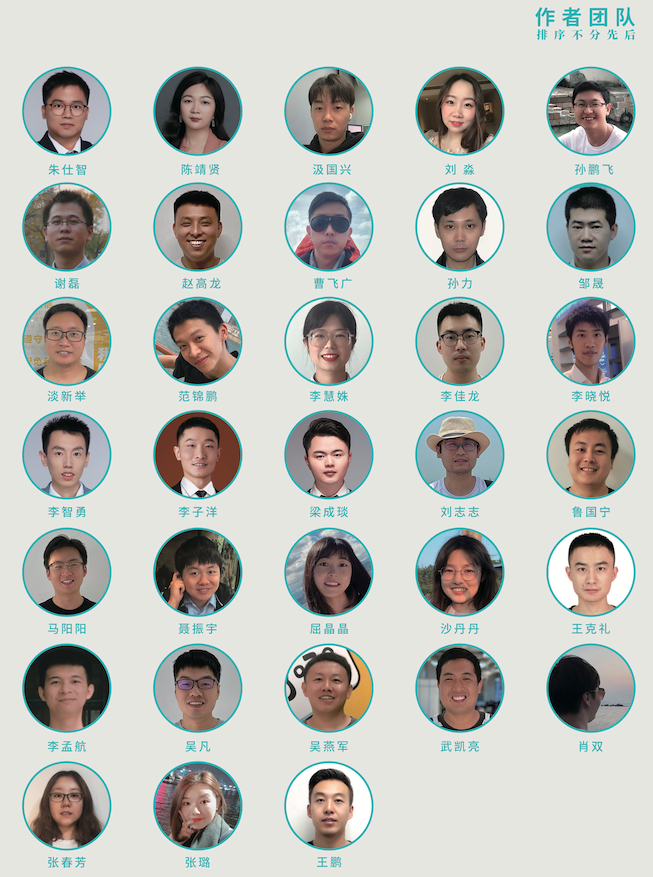 作者团队
排序不分先后
朱仕智 陈靖贤 汲国兴 刘淼 孙鹏飞
谢磊 赵高龙 曹飞广 孙力 邹晟
淡新举 范锦鹏 李慧姝 李佳龙 李晓悦
李智勇 李子洋 梁成琰 刘志志 鲁国宁
马阳阳 聂振宇 屈晶晶 沙丹丹 王克礼
李孟航 吴凡 吴燕军 武凯亮 肖双
张春芳 张璐 王鹏